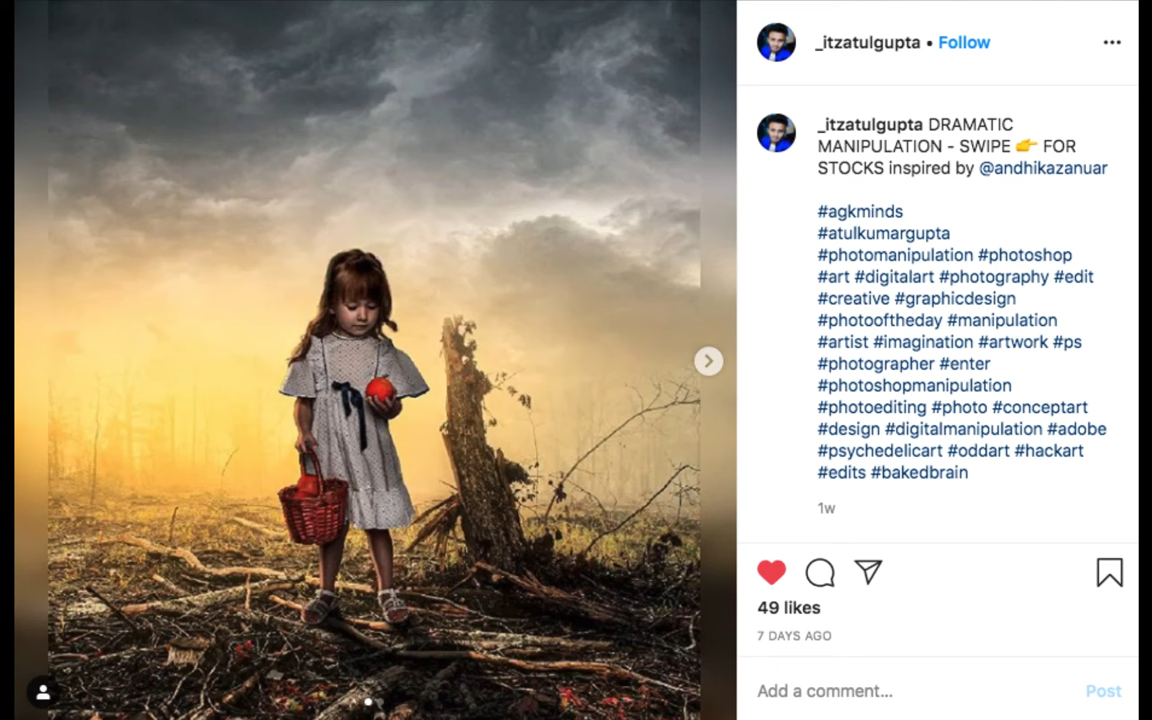 _itzatulgupta • Follow
_itzatulgupta DRAMATIC
MANIPULATION - SWIPE 👉 FOR
STOCKS inspired by @andhikazanuar
#agkminds
#atulkumargupta
#photomanipulation #photoshop
#art #digitalart #photography #edit
#creative #graphicdesign
#photooftheday #manipulation
#artist #imagination #artwork #ps
#photographer #enter
#photoshopmanipulation
#photoediting #photo #conceptart
#design #digitalmanipulation #adobe
#psychedelicart #oddart #hackart
#edits #bakedbrain
1w
49 likes
7 DAYS AGO
Add a comment... Post